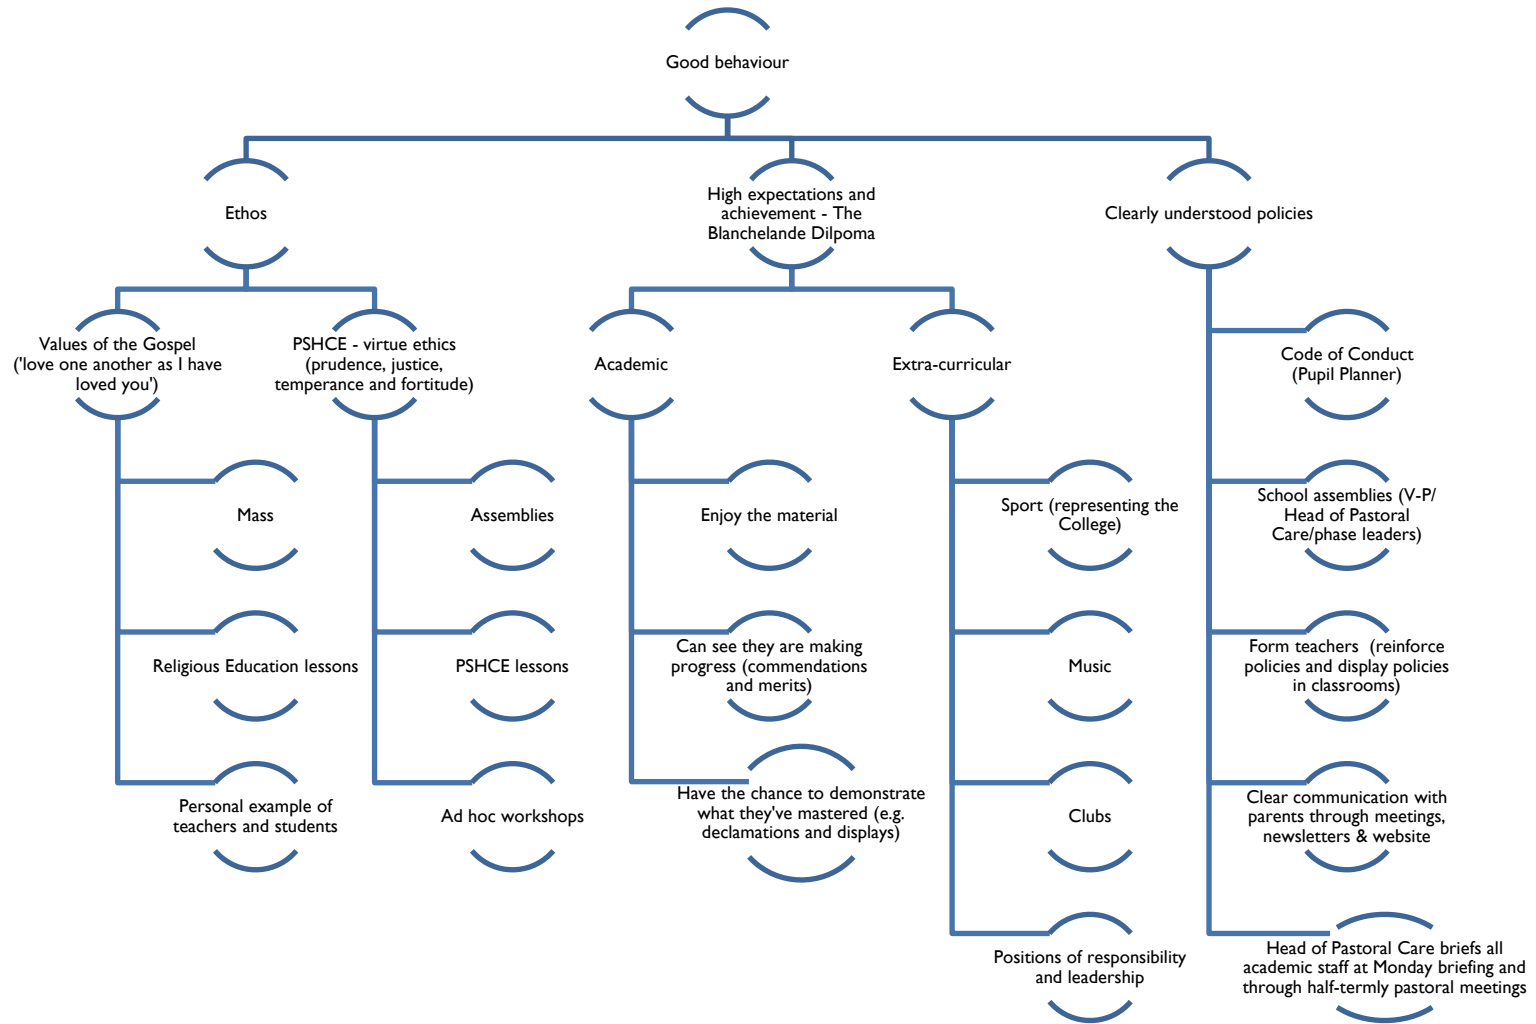 Good behaviour
Ethos
High expectations and
achievement - The
Blanchelande Dilpoma
Clearly understood policies
Values of the Gospel
('love one another as I have
loved you')
PSHCE - virtue ethics
(prudence, justice,
temperance and fortitude)
Academic
Extra-curricular
Code of Conduct
(Pupil Planner)
Mass
Assemblies
Enjoy the material
Sport (representing the
College)
School assemblies (V-P/
Head of Pastoral
Care/phase leaders)
Religious Education lessons
PSHCE lessons
Can see they are making
progress (commendations
and merits)
Music
Form teachers  (reinforce
policies and display policies
in classrooms)
Personal example of
teachers and students
Ad hoc workshops
Have the chance to demonstrate
what they've mastered (e.g.
declamations and displays)
Clubs
Clear communication with
parents through meetings,
newsletters & website
Positions of responsibility
and leadership
Head of Pastoral Care briefs all
academic staff at Monday briefing and
through half-termly pastoral meetings